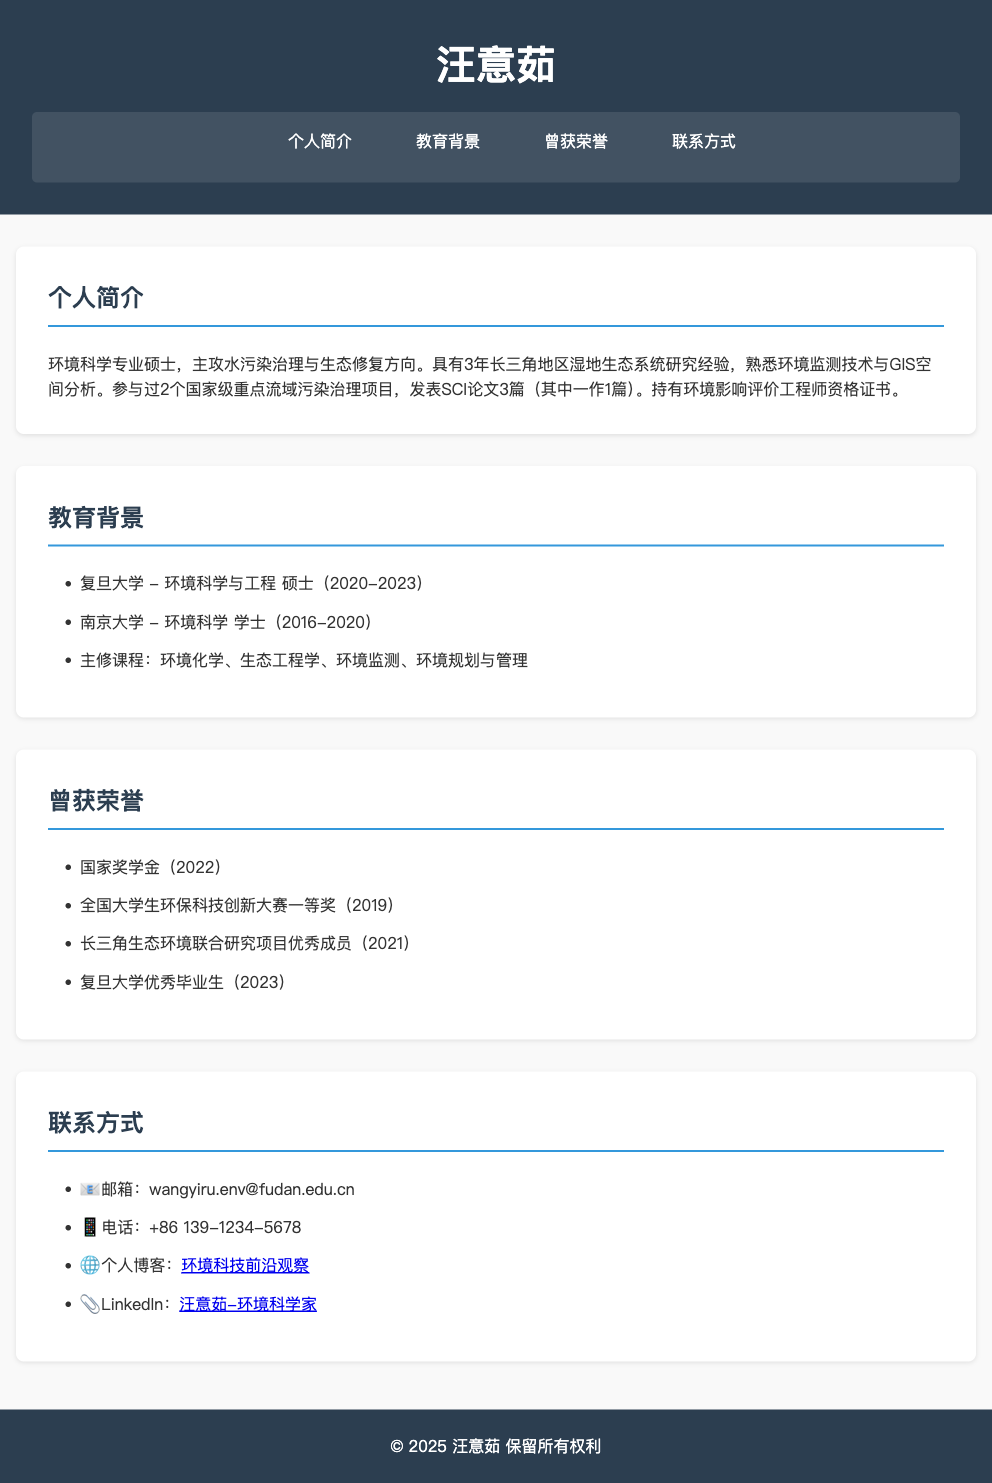 汪意茹
个人简介 教育背景 曾获荣誉 联系方式
个人简介
环境科学专业硕士，主攻水污染治理与生态修复方向。具有3年长三角地区湿地生态系统研究经验，熟悉环境监测技术与GIS空
间分析。参与过2个国家级重点流域污染治理项目，发表SCI论文3篇（其中一作1篇）。持有环境影响评价工程师资格证书。
教育背景
• 复旦大学 - 环境科学与工程 硕士（2020-2023）
• 南京大学 - 环境科学 学士（2016-2020）
• 主修课程：环境化学、生态工程学、环境监测、环境规划与管理
曾获荣誉
• 国家奖学金（2022）
• 全国大学生环保科技创新大赛一等奖（2019）
• 长三角生态环境联合研究项目优秀成员（2021）
• 复旦大学优秀毕业生（2023）
联系方式
• 📧邮箱：wangyiru.env@fudan.edu.cn
• 📱电话：+86 139-1234-5678
• 🌐个人博客：环境科技前沿观察
• 📎LinkedIn：汪意茹-环境科学家
© 2025 汪意茹 保留所有权利